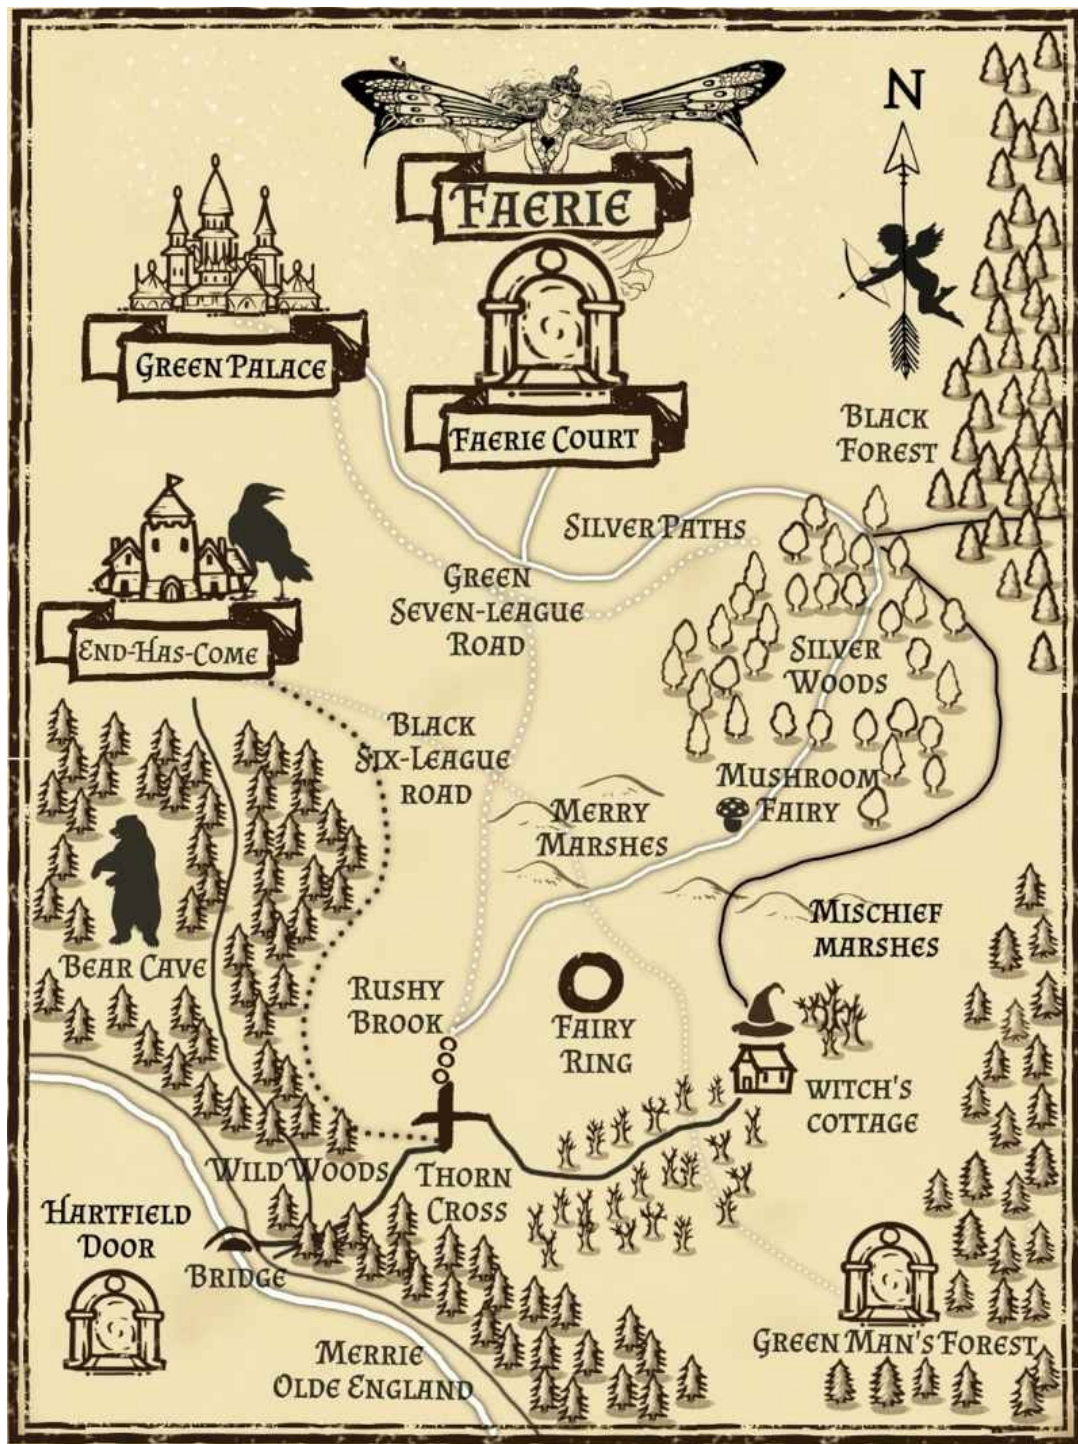 N
FAERIE
GREEN PALACE
FAERIE COURT
BLACK
FOREST
SILVER PATHS
GREEN
SEVEN-LEAGUE
ROAD
END-HAS-COME
SILVER
WOODS
BLACK
SIX-LEAGUE
ROAD
MUSHROOM
FAIRY
MERRY
MARSHES
MISCHIEF
MARSHES
BEAR CAVE
RUSHY
BROOK
FAIRY
RING
WITCH'S
COTTAGE
WILD WOODS
THORN
CROSS
HARTFIELD
DOOR
BRIDGE
GREEN MAN'S FOREST
MERRIE
OLDE ENGLAND